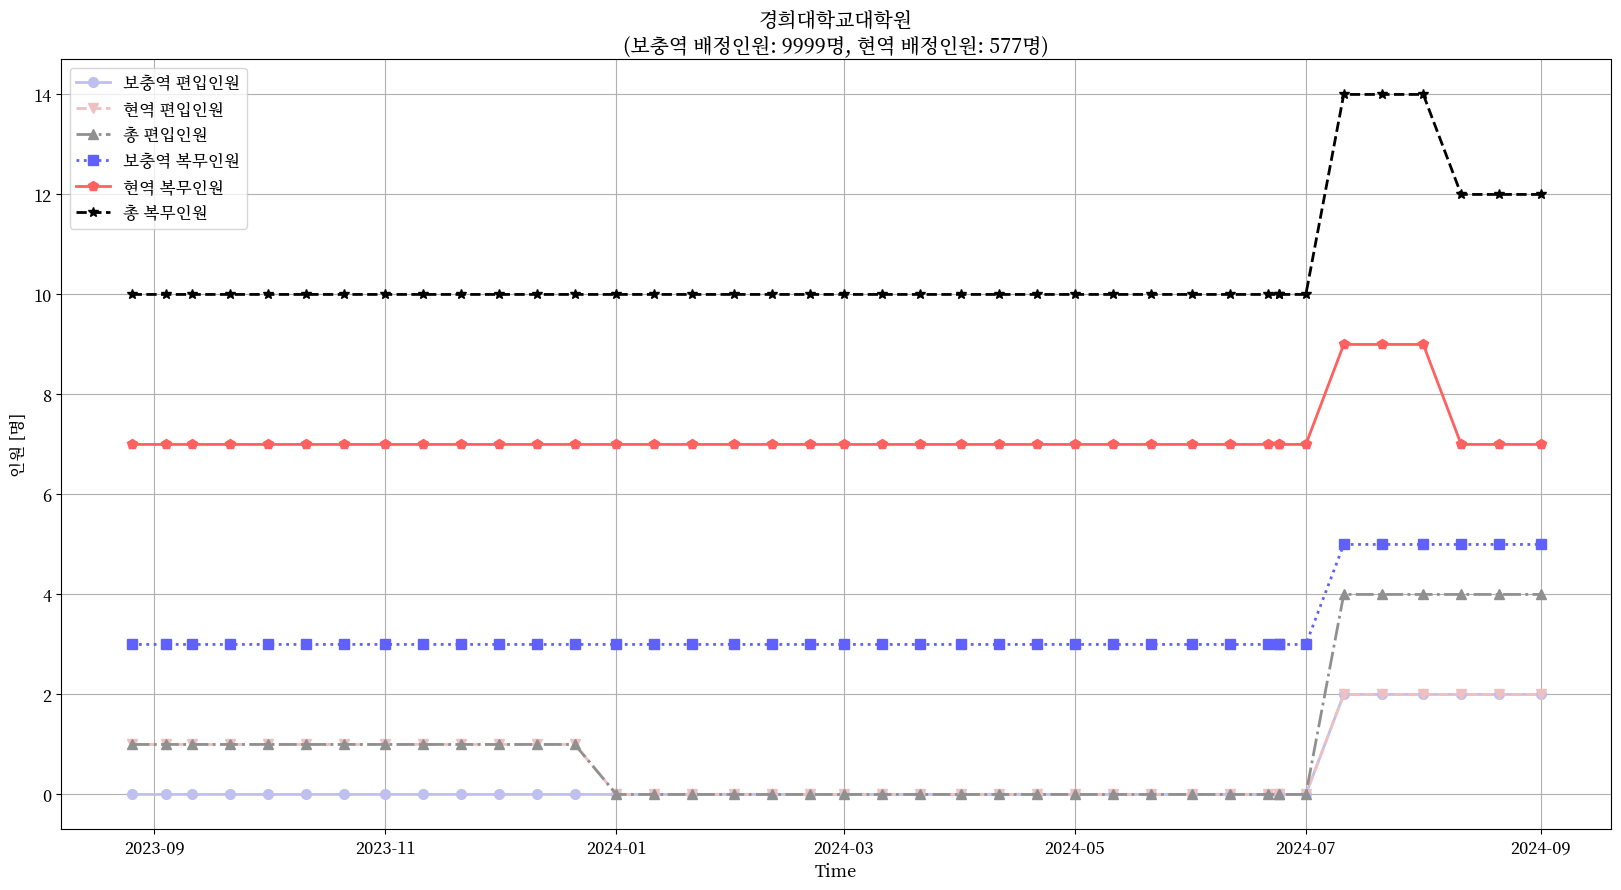 경희대학교대학원
(보충역 배정인원: 9999명, 현역 배정인원: 577명)
보충역 편입인원
현역 편입인원
총 편입인원
보충역 복무인원
현역 복무인원
총 복무인원
인원 [명]
14
12
10
8
6
4
2
0
2023-09
2023-11
2024-01
2024-03
2024-05
2024-07
2024-09
Time